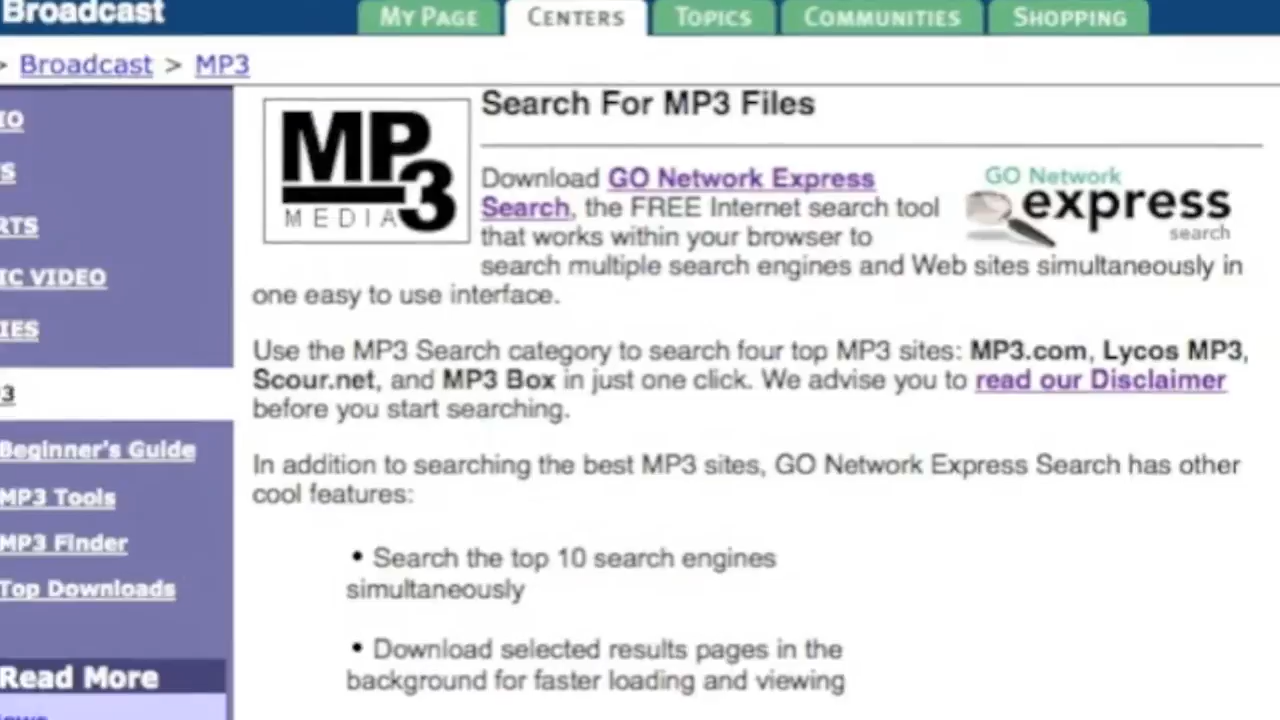 Broadcast
MY PAGE
CENTERS
TOPICS
COMMUNITIES
SHOPPING
> Broadcast > MP3
IO
S
RTS
IC VIDEO
IES
3
Beginner's Guide
MP3 Tools
MP3 Finder
Top Downloads
Read More
MP3
MEDIA
Search For MP3 Files
Download GO Network Express
Search, the FREE Internet search tool
that works within your browser to
search multiple search engines and Web sites simultaneously in
one easy to use interface.
GO Network
express
search
Use the MP3 Search category to search four top MP3 sites: MP3.com, Lycos MP3,
Scour.net, and MP3 Box in just one click. We advise you to read our Disclaimer
before you start searching.
In addition to searching the best MP3 sites, GO Network Express Search has other
cool features:
• Search the top 10 search engines
simultaneously
• Download selected results pages in the
background for faster loading and viewing